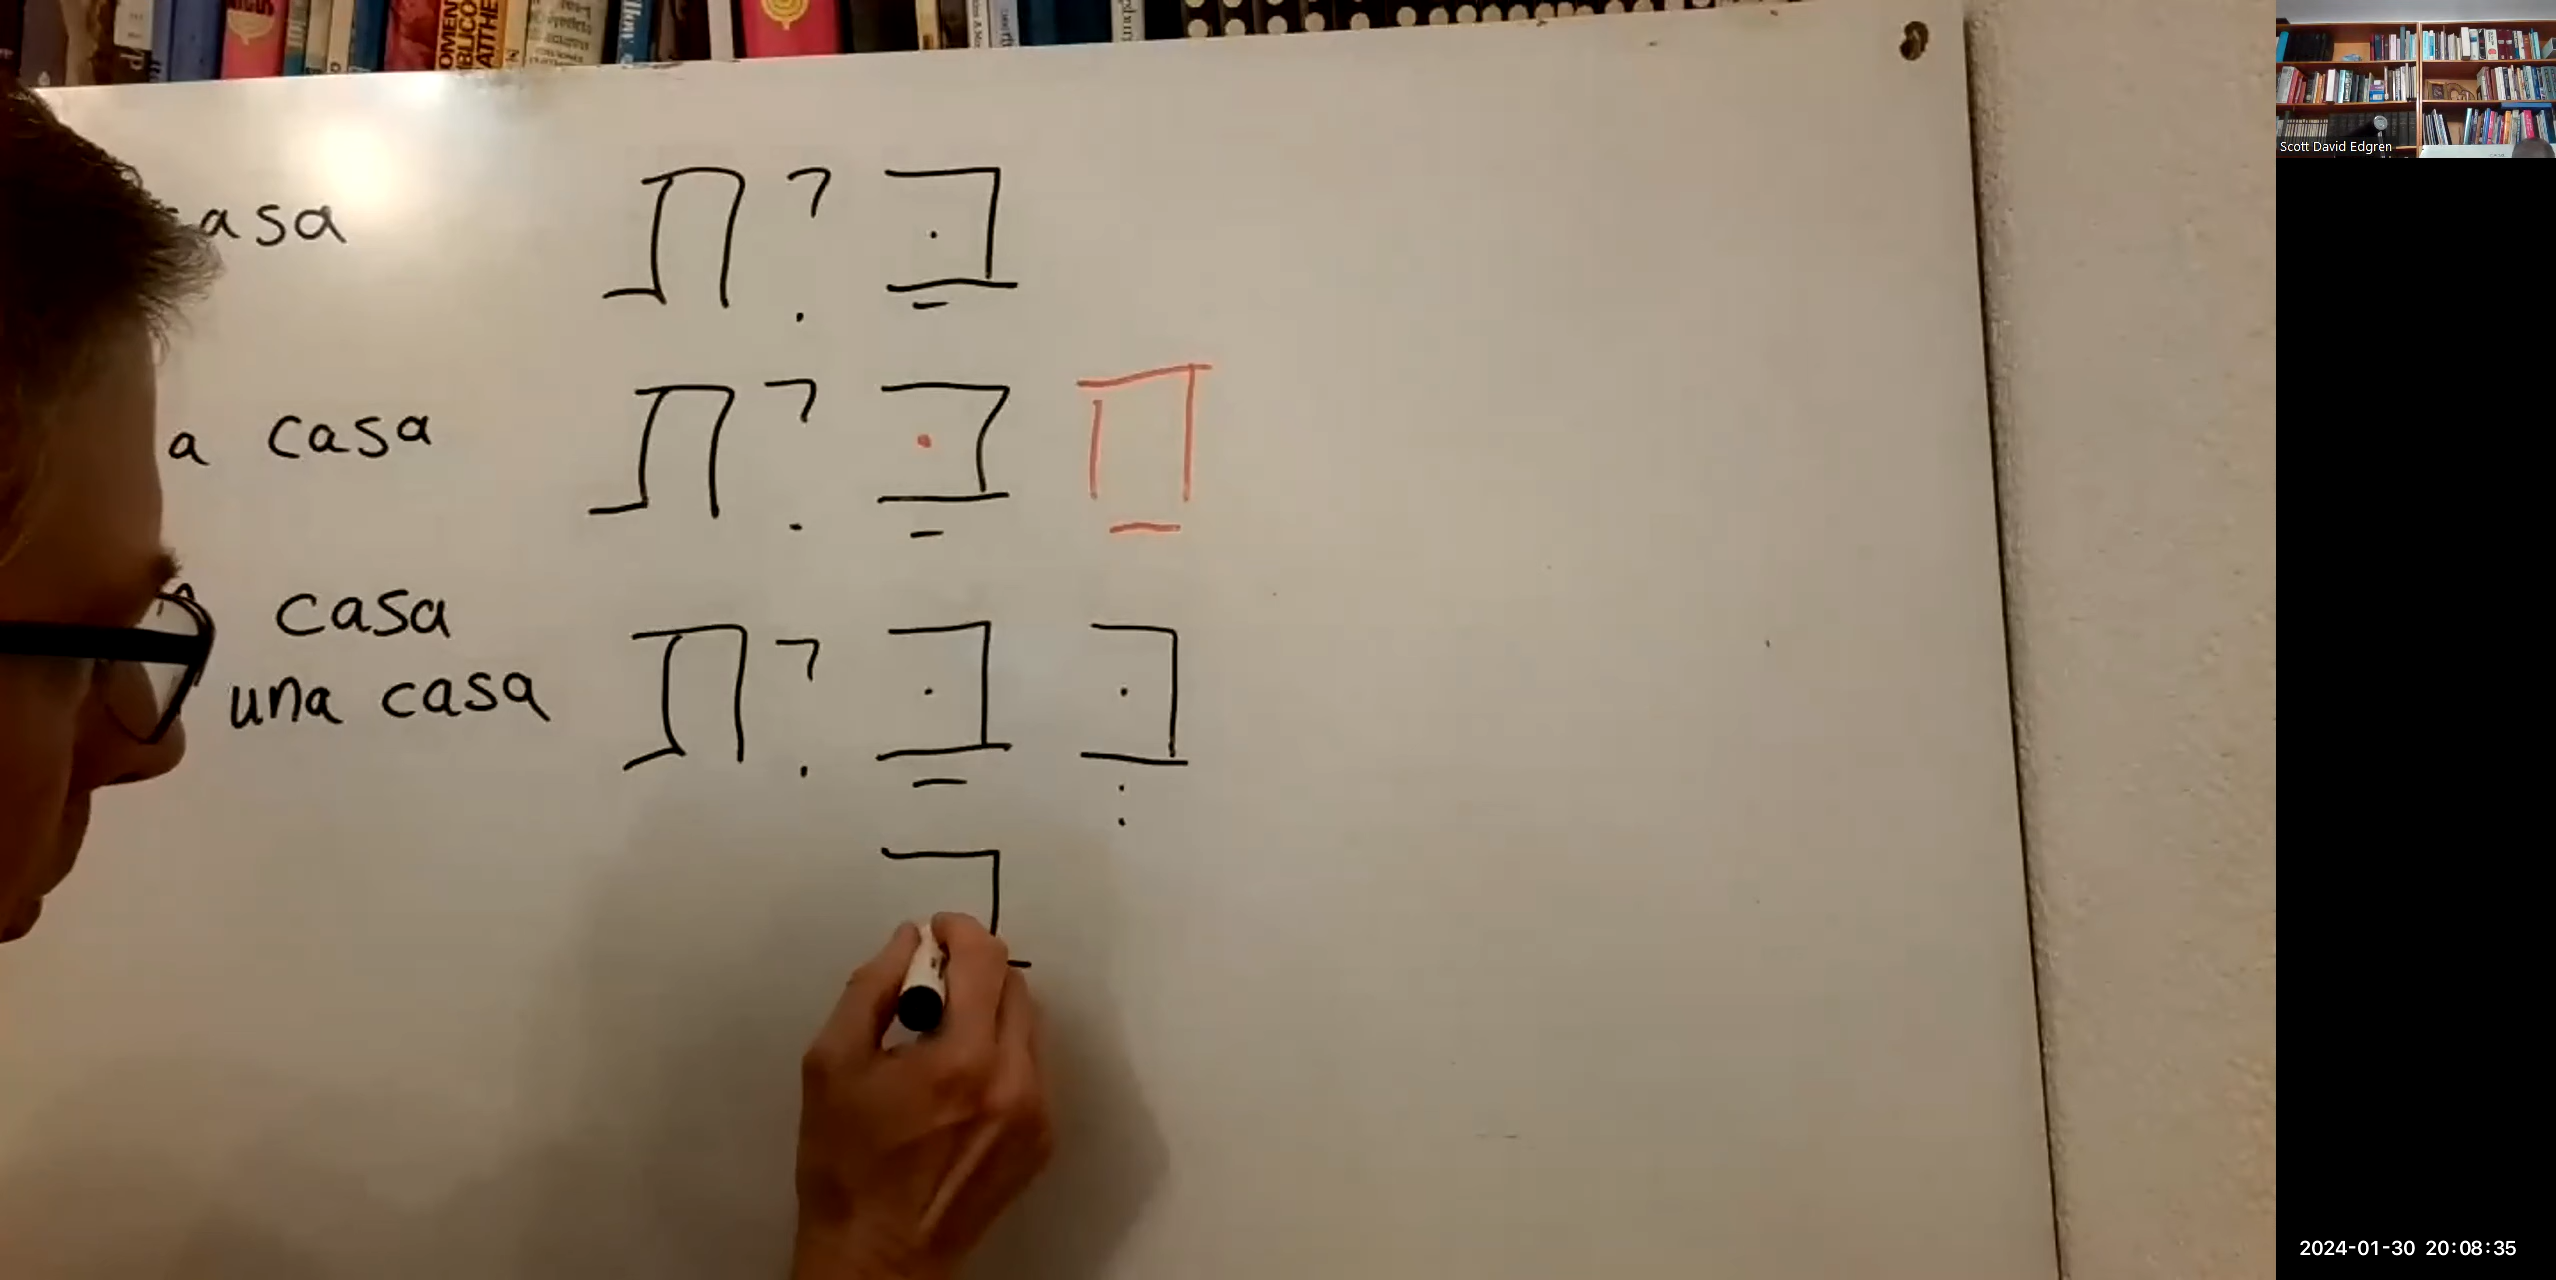 asa בַּיִת
a casa הַבַּיִת
casa
una casa בְּבַּיִת
ב
Scott David Edgren
2024-01-30 20:08:35